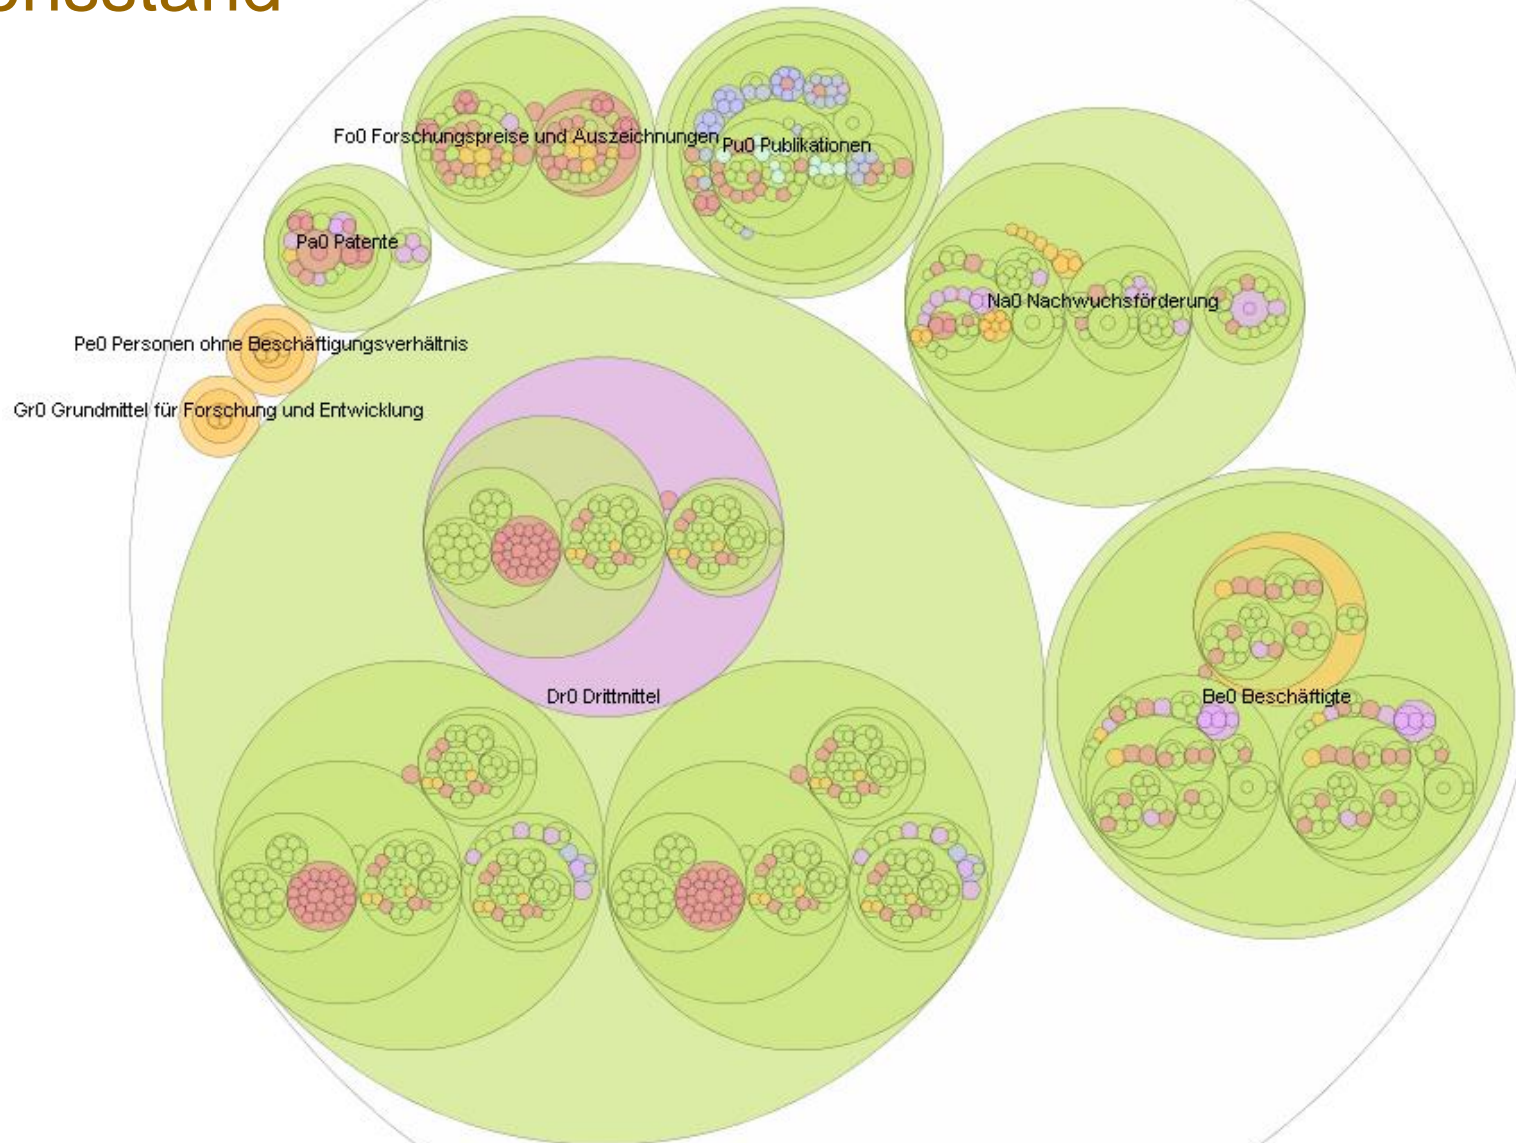 onsstand
Fo0 Forschungspreise und Auszeichnungen
Pu0 Publikationen
Pa0 Patente
Na0 Nachwuchsförderung
Pe0 Personen ohne Beschäftigungsverhältnis
Gr0 Grundmittel für Forschung und Entwicklung
Dr0 Drittmittel
Be0 Beschäftigte